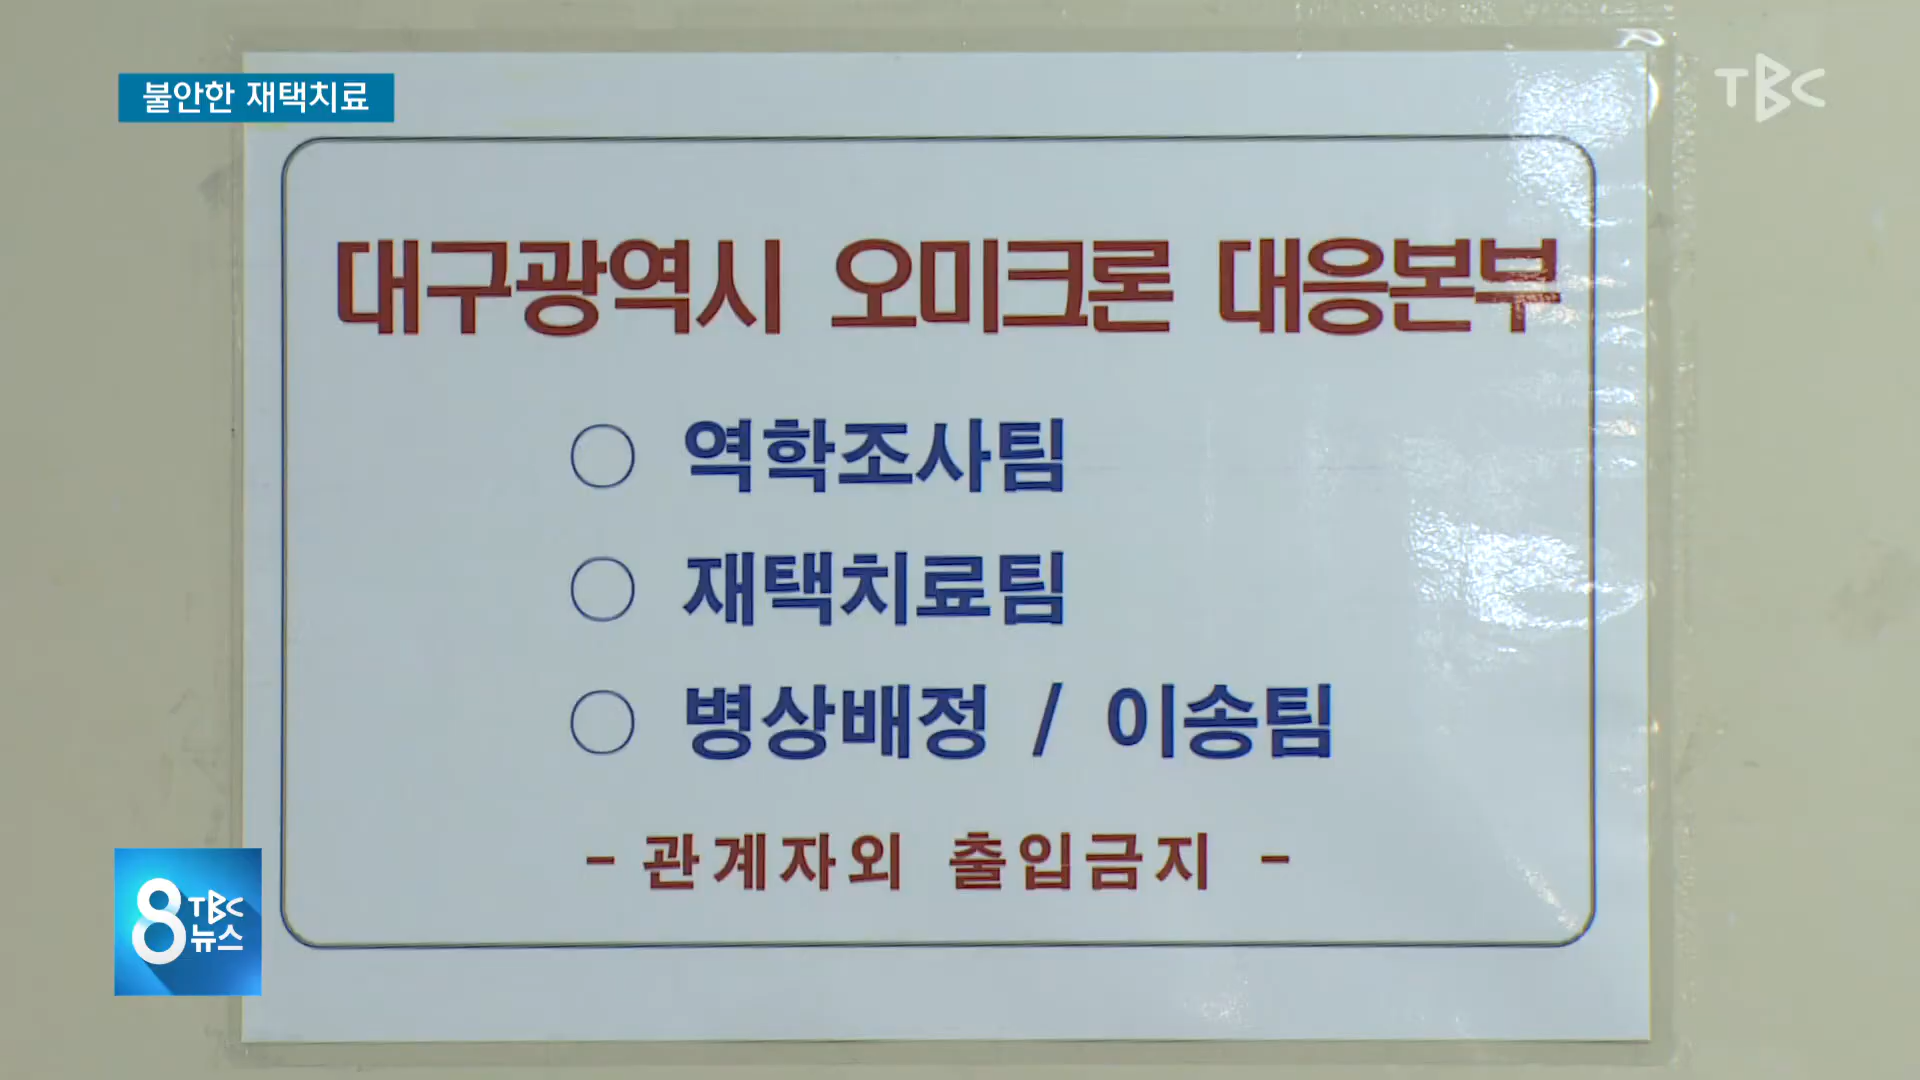 불안한 재택치료
TBC
대구광역시 오미크론 대응본부
○ 역학조사팀
○ 재택치료팀
○ 병상배정 / 이송팀
- 관계자외 출입금지 -
8 TBC
뉴스